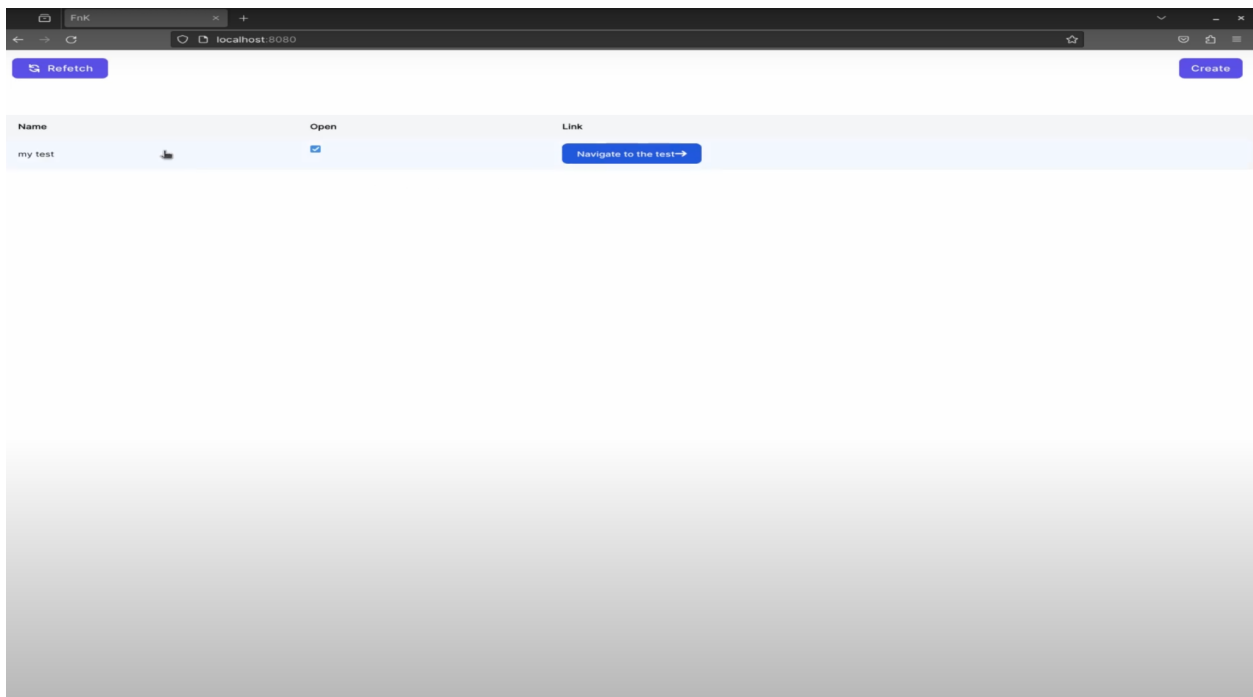 FnK
localhost:8080
Refetch
Create
Name Open Link
my test Navigate to the test